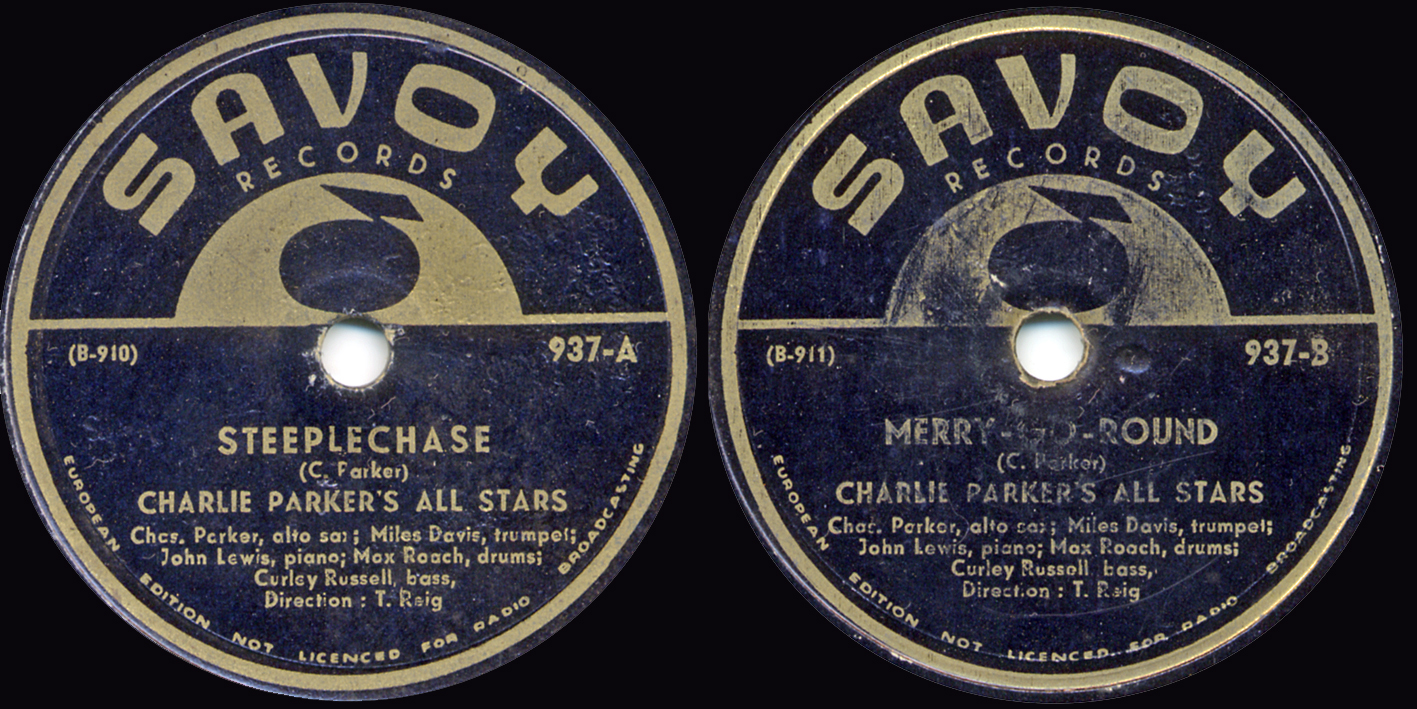 SAVOY
RECORDS
(B-910)
937-A
STEEPLECHASE
(C. Parker)
CHARLIE PARKER'S ALL STARS
Chas. Parker, alto sax; Miles Davis, trumpet;
John Lewis, piano; Max Roach, drums;
Curley Russell, bass,
Direction : T. Reig
EUROPEAN EDITION NOT LICENCED FOR RADIO BROADCASTING
SAVOY
RECORDS
(B-911)
937-B
MERRY-GO-ROUND
(C. Parker)
CHARLIE PARKER'S ALL STARS
Chas. Parker, alto sax; Miles Davis, trumpet;
John Lewis, piano; Max Roach, drums;
Curley Russell, bass,
Direction : T. Reig
EUROPEAN EDITION NOT LICENCED FOR RADIO BROADCASTING